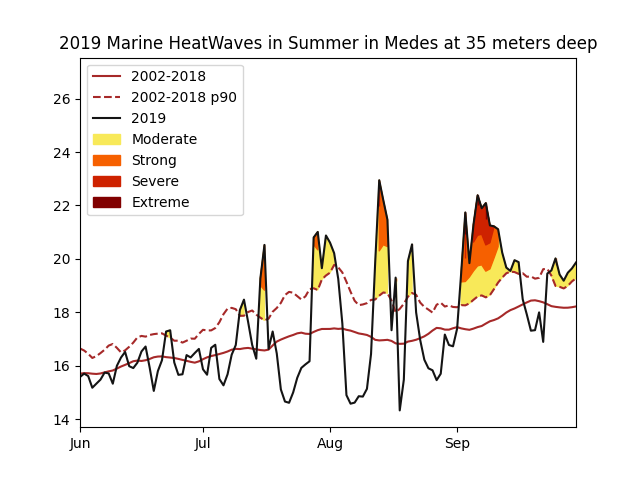 2019 Marine HeatWaves in Summer in Medes at 35 meters deep
2002-2018
2002-2018 p90
2019
Moderate
Strong
Severe
Extreme
26
24
22
20
18
16
14
Jun
Jul
Aug
Sep